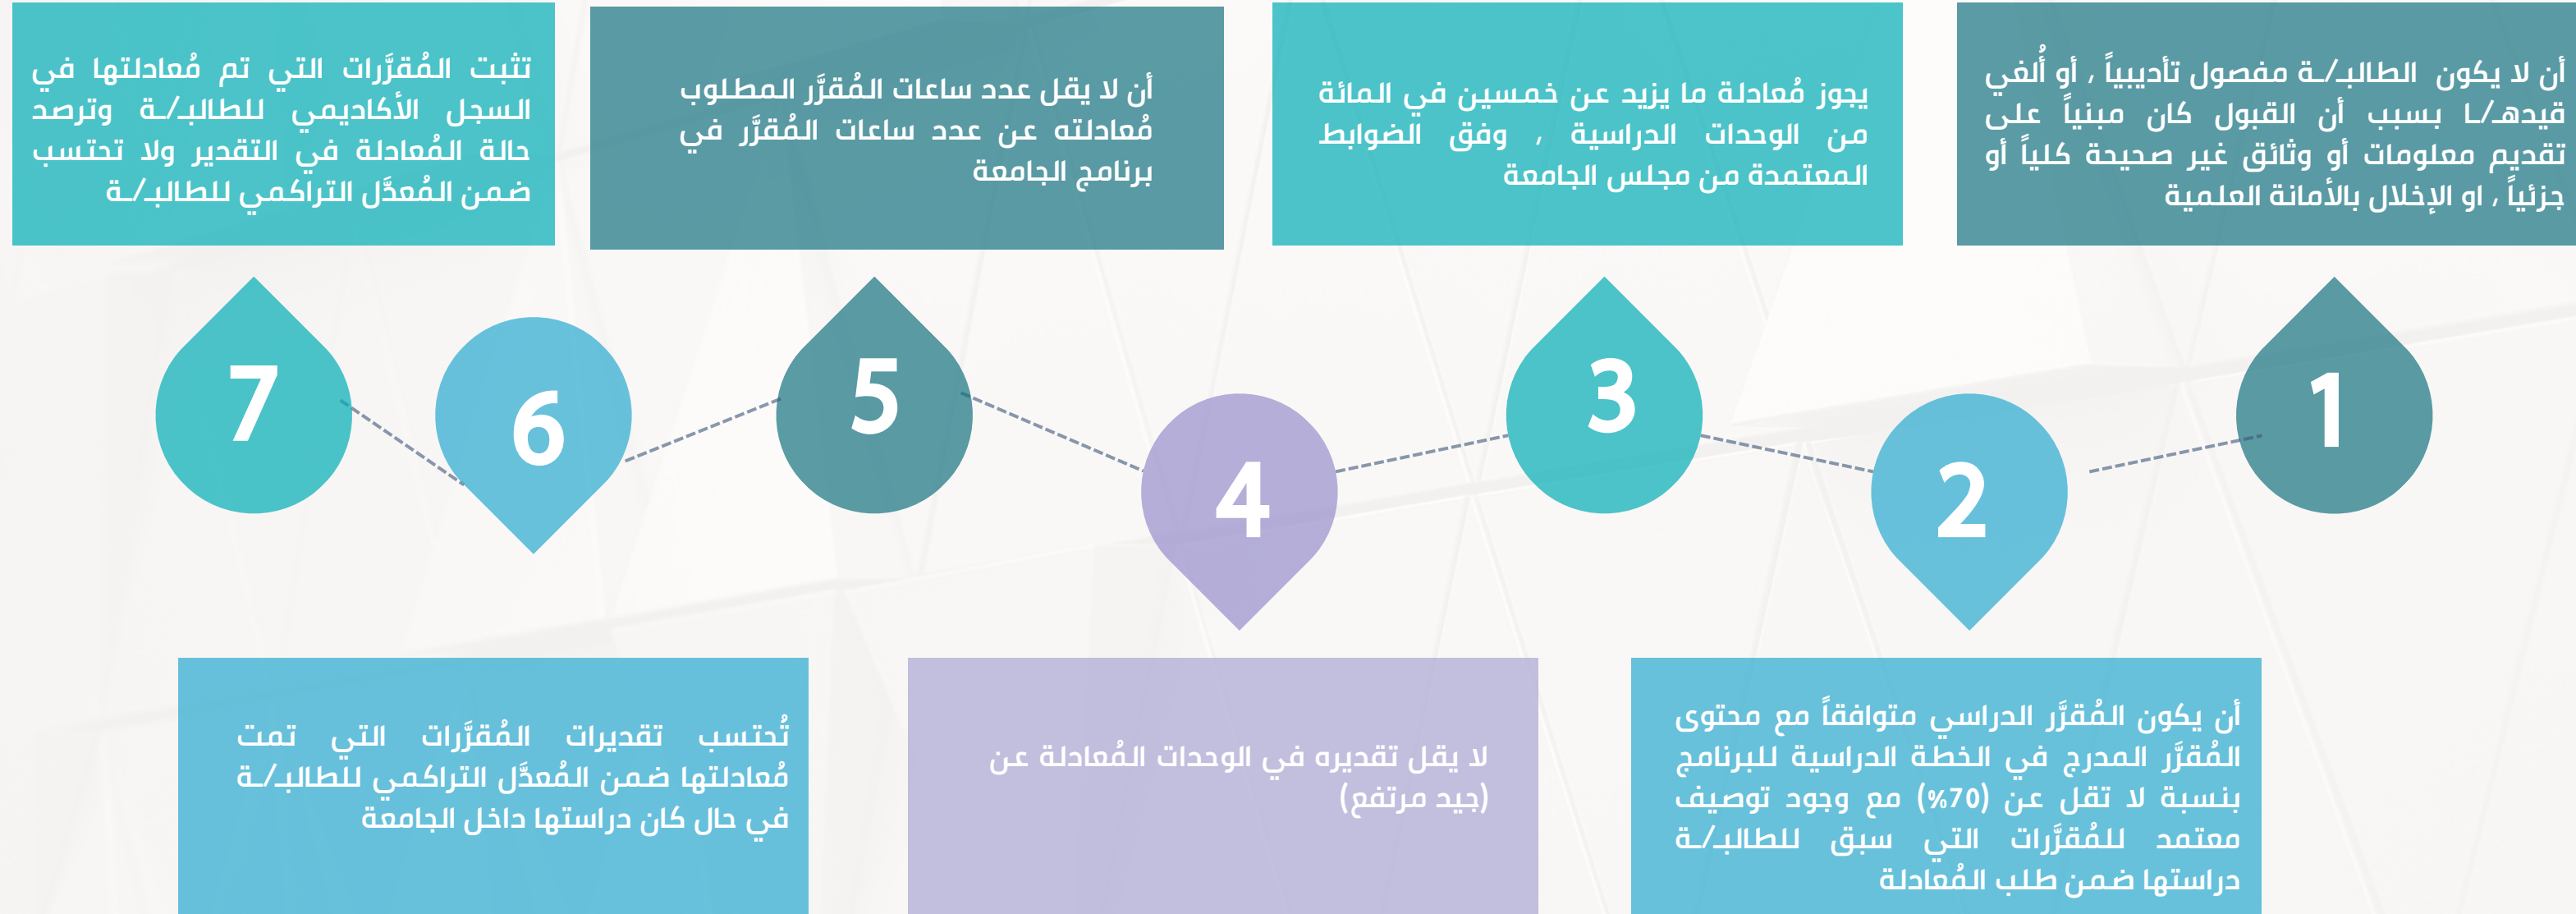 أن لا يكون الطالبـ/ـة مفصول تأديبياً ، أو أُلغي
قيدهـ/ـا بسبب أن القبول كان مبنياً على
تقديم معلومات أو وثائق غير صحيحة كلياً أو
جزئياً ، او الإخلال بالأمانة العلمية
1
أن يكون المُقرَّر الدراسي متوافقاً مع محتوى
المُقرَّر المدرج في الخطة الدراسية للبرنامج
بنسبة لا تقل عن (70%) مع وجود توصيف
معتمد للمُقرَّرات التي سبق للطالبـ/ـة
دراستها ضمن طلب المُعادلة
2
يجوز مُعادلة ما يزيد عن خمسين في المائة
من الوحدات الدراسية ، وفق الضوابط
المعتمدة من مجلس الجامعة
3
لا يقل تقديره في الوحدات المُعادلة عن
(جيد مرتفع)
4
أن لا يقل عدد ساعات المُقرَّر المطلوب
مُعادلته عن عدد ساعات المُقرَّر في
برنامج الجامعة
5
تُحتسب تقديرات المُقرَّرات التي تمت
مُعادلتها ضمن المُعدَّل التراكمي للطالبـ/ـة
في حال كان دراستها داخل الجامعة
6
تثبت المُقرَّرات التي تم مُعادلتها في
السجل الأكاديمي للطالبـ/ـة وترصد
حالة المُعادلة في التقدير ولا تحتسب
ضمن المُعدَّل التراكمي للطالبـ/ـة
7